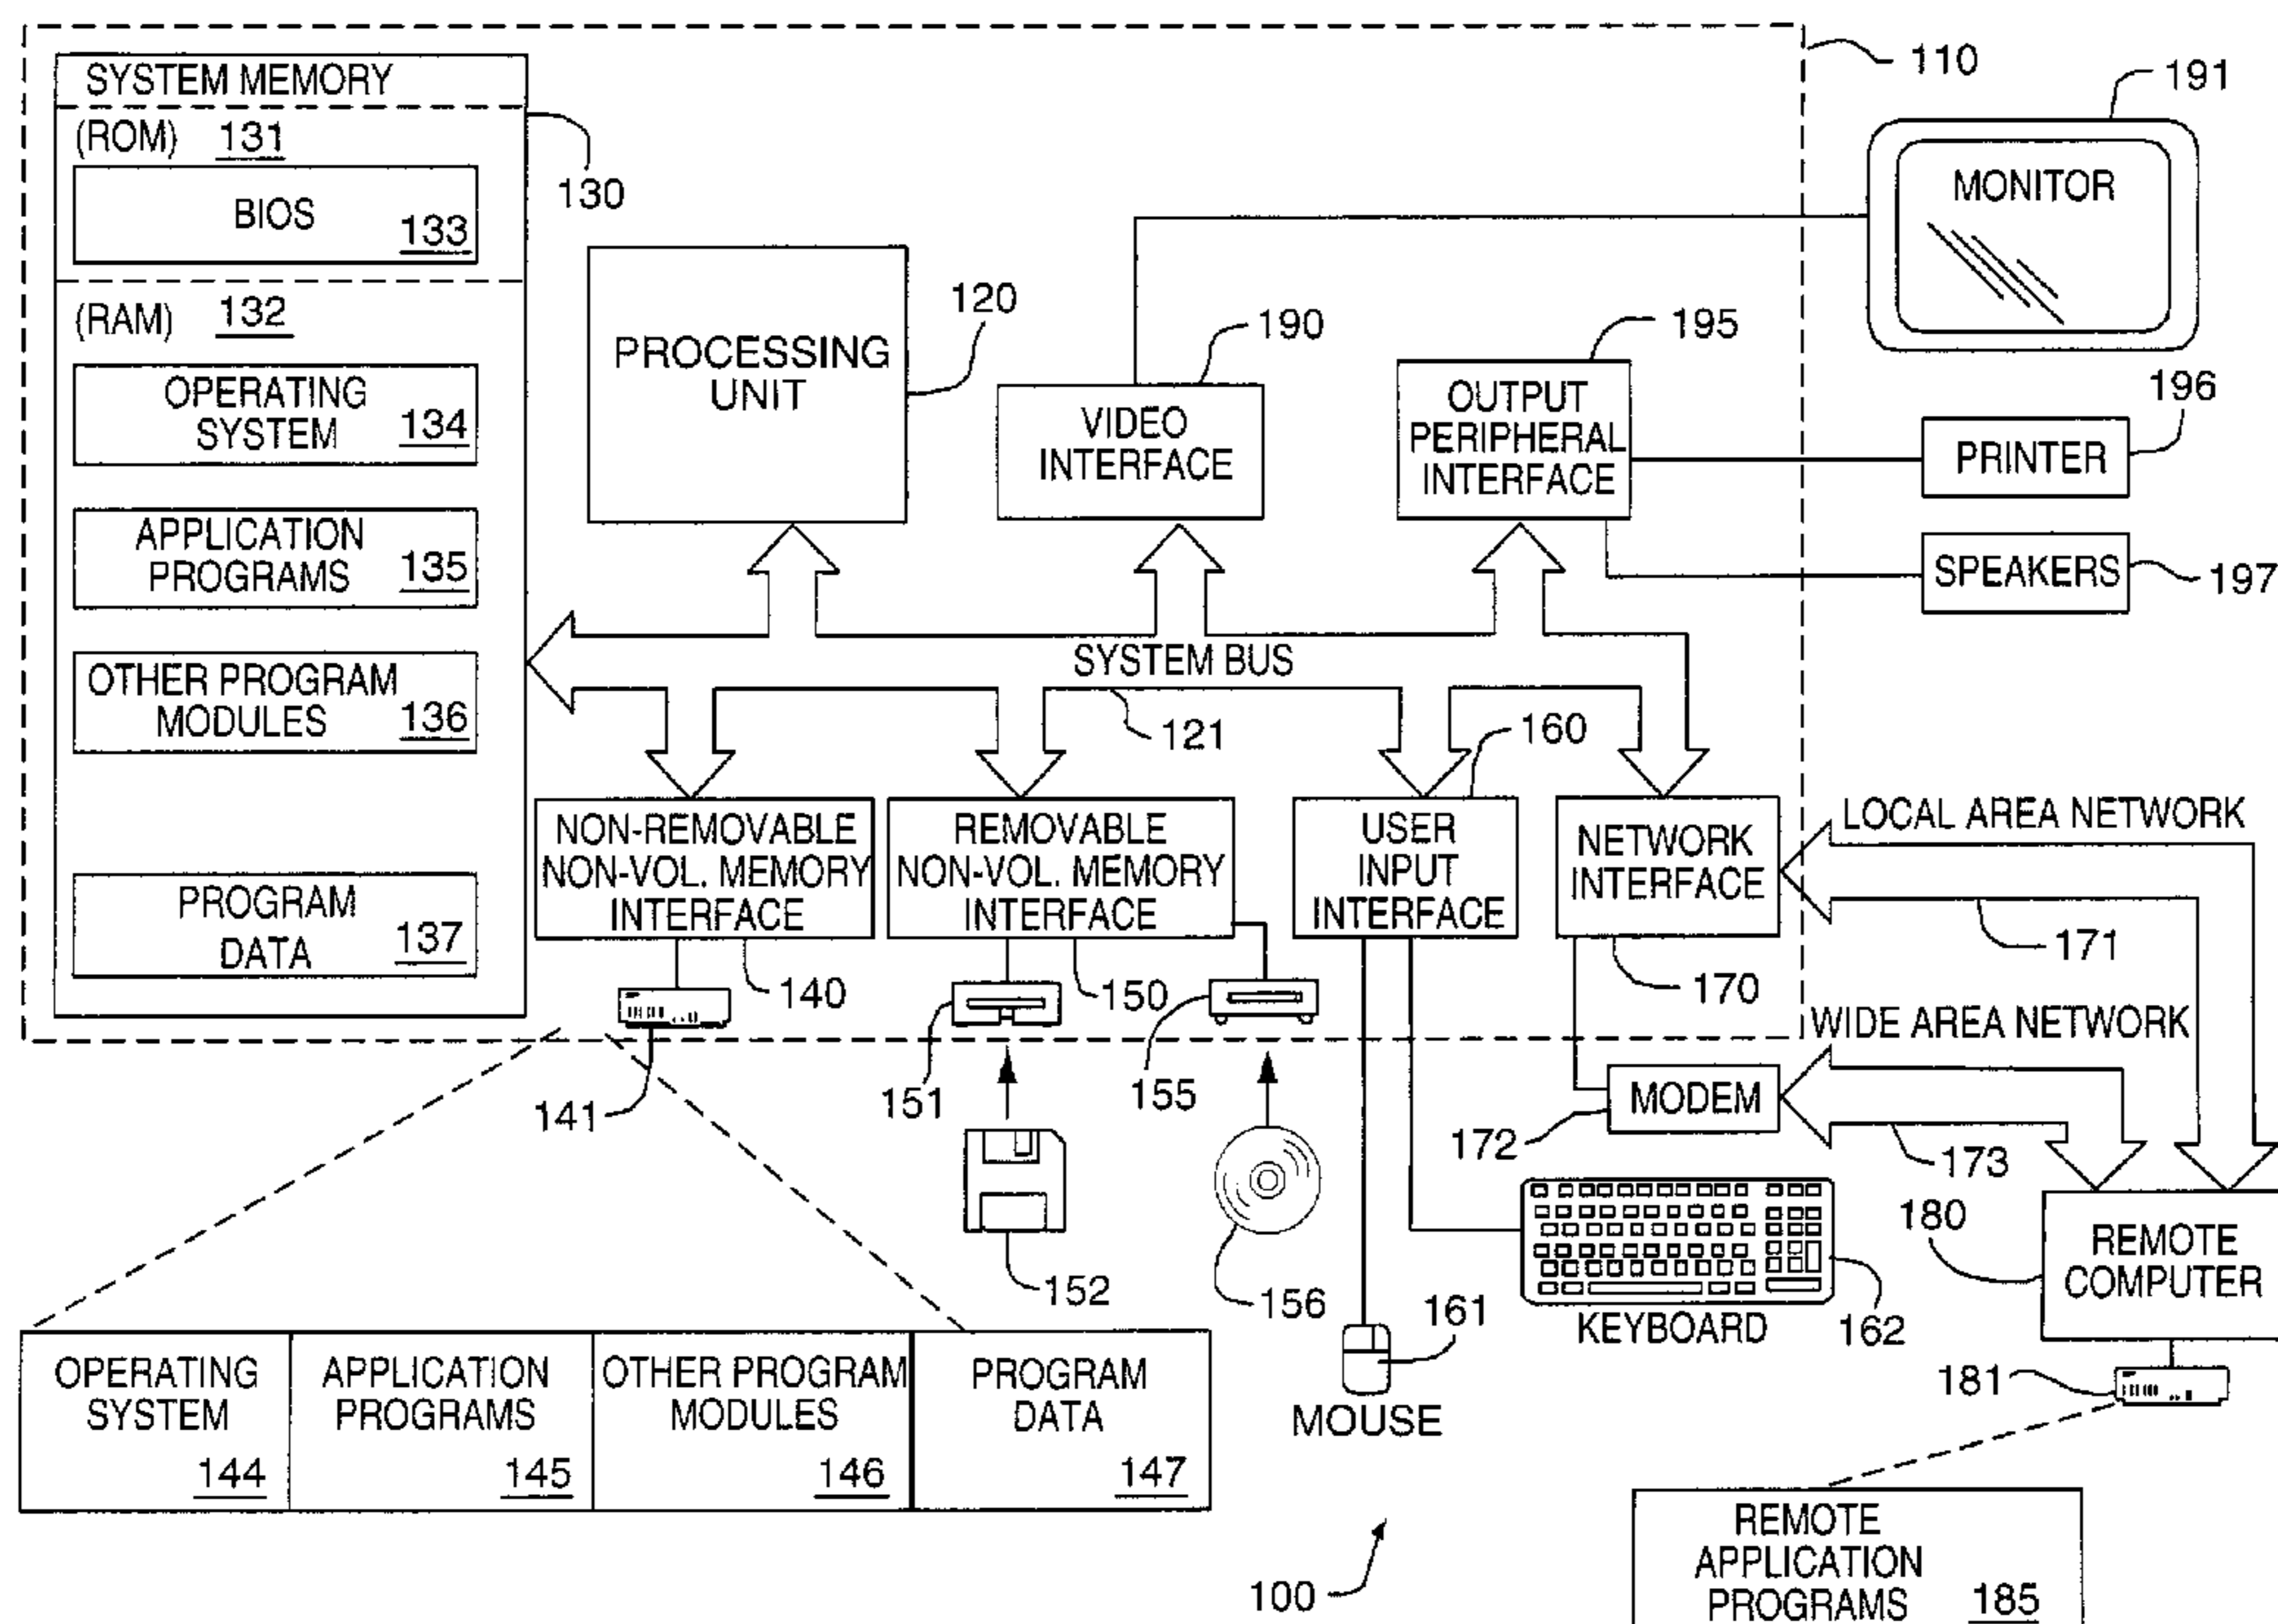 110
191
SYSTEM MEMORY
(ROM) 131
130
BIOS 133
MONITOR
(RAM) 132
120
190
195
PROCESSING
UNIT
VIDEO
INTERFACE
OUTPUT
PERIPHERAL
INTERFACE
196
PRINTER
OPERATING
SYSTEM 134
APPLICATION
PROGRAMS 135
SPEAKERS 197
SYSTEM BUS
OTHER PROGRAM
MODULES 136
121
160
NON-REMOVABLE
NON-VOL. MEMORY
INTERFACE
REMOVABLE
NON-VOL. MEMORY
INTERFACE
USER
INPUT
INTERFACE
NETWORK
INTERFACE
LOCAL AREA NETWORK
PROGRAM
DATA 137
171
140
151
150
155
170
WIDE AREA NETWORK
141
MODEM
172
173
152
156
161
KEYBOARD 162
180
REMOTE
COMPUTER
181
OPERATING
SYSTEM
144
APPLICATION
PROGRAMS
145
OTHER PROGRAM
MODULES
146
PROGRAM
DATA
147
MOUSE
100
REMOTE
APPLICATION
PROGRAMS 185